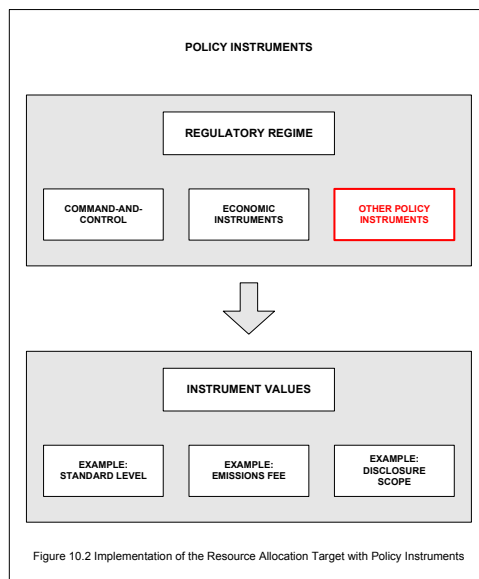 POLICY INSTRUMENTS
REGULATORY REGIME
COMMAND-AND-
CONTROL
ECONOMIC
INSTRUMENTS
OTHER POLICY
INSTRUMENTS
INSTRUMENT VALUES
EXAMPLE:
STANDARD LEVEL
EXAMPLE:
EMISSIONS FEE
EXAMPLE:
DISCLOSURE
SCOPE
Figure 10.2 Implementation of the Resource Allocation Target with Policy Instruments